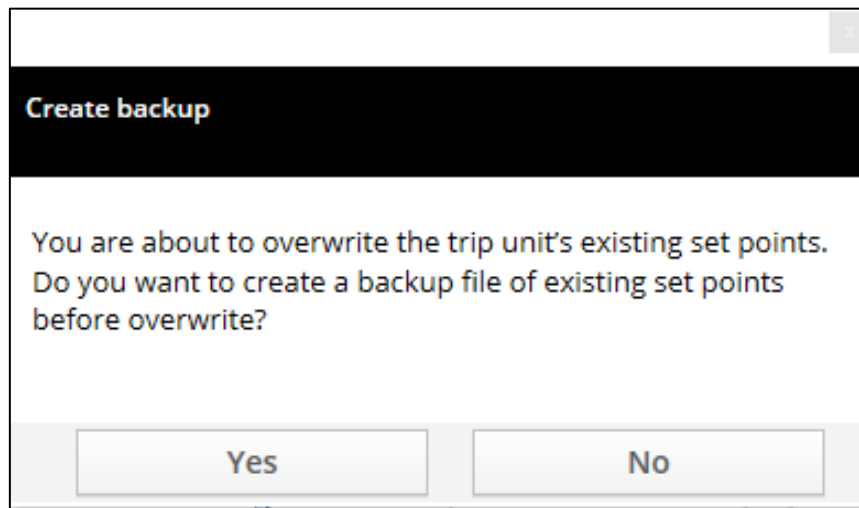 x
Create backup
You are about to overwrite the trip unit’s existing set points.
Do you want to create a backup file of existing set points
before overwrite?
Yes No